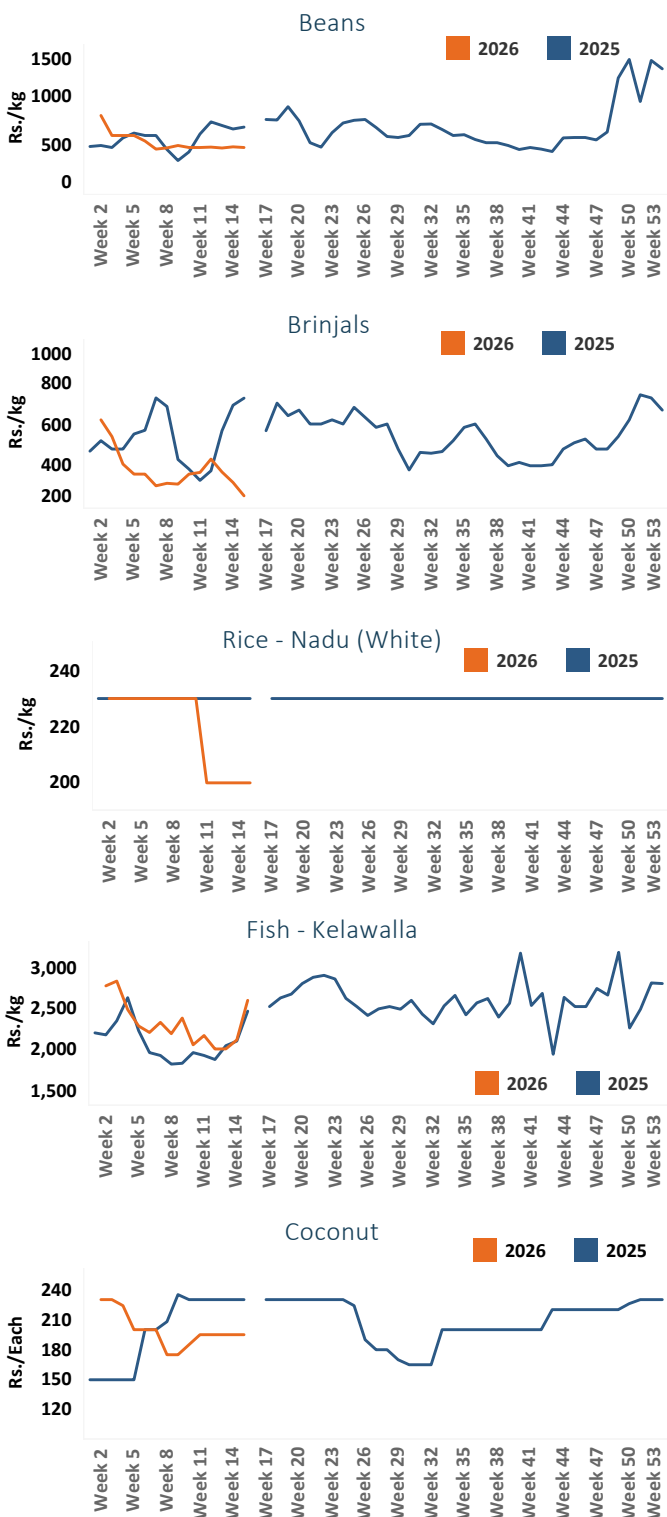 Beans
2026 2025
Rs./kg
1500
1000
500
0
Week 2 Week 5 Week 8 Week 11 Week 14 Week 17 Week 20 Week 23 Week 26 Week 29 Week 32 Week 35 Week 38 Week 41 Week 44 Week 47 Week 50 Week 53
Brinjals
2026 2025
Rs./kg
1000
800
600
400
200
Week 2 Week 5 Week 8 Week 11 Week 14 Week 17 Week 20 Week 23 Week 26 Week 29 Week 32 Week 35 Week 38 Week 41 Week 44 Week 47 Week 50 Week 53
Rice - Nadu (White)
2026 2025
Rs./kg
240
220
200
Week 2 Week 5 Week 8 Week 11 Week 14 Week 17 Week 20 Week 23 Week 26 Week 29 Week 32 Week 35 Week 38 Week 41 Week 44 Week 47 Week 50 Week 53
Fish - Kelawalla
Rs./kg
3,000
2,500
2,000
1,500
2026 2025
Week 2 Week 5 Week 8 Week 11 Week 14 Week 17 Week 20 Week 23 Week 26 Week 29 Week 32 Week 35 Week 38 Week 41 Week 44 Week 47 Week 50 Week 53
Coconut
2026 2025
Rs./Each
240
210
180
150
120
Week 2 Week 5 Week 8 Week 11 Week 14 Week 17 Week 20 Week 23 Week 26 Week 29 Week 32 Week 35 Week 38 Week 41 Week 44 Week 47 Week 50 Week 53